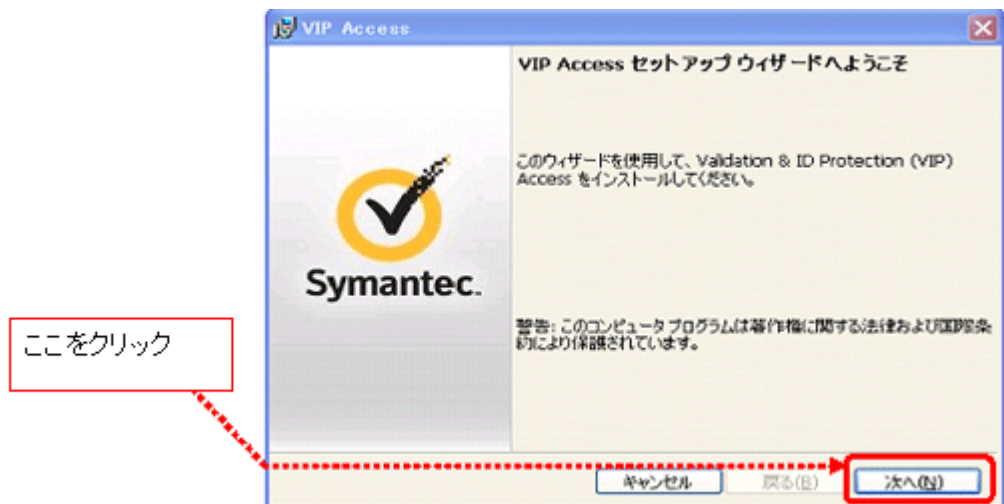 VIP Access
VIP Access セットアップ ウィザードへようこそ
このウィザードを使用して、Validation & ID Protection (VIP)
Access をインストールしてください。
Symantec.
ここをクリック
警告: このコンピュータ プログラムは著作権に関する法律および国際条
約により保護されています。
キャンセル
戻る(B)
次へ(N)